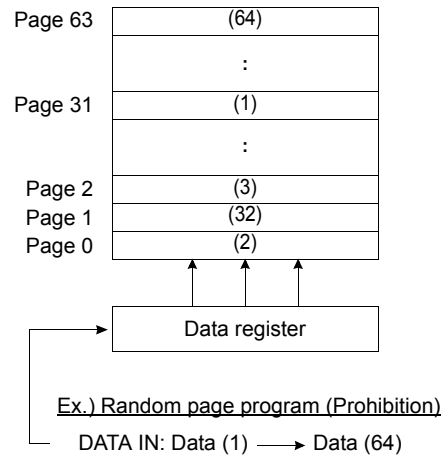 Page 63 (64)
:
Page 31 (1)
:
Page 2 (3)
Page 1 (32)
Page 0 (2)
Data register
Ex.) Random page program (Prohibition)
DATA IN: Data (1) Data (64)